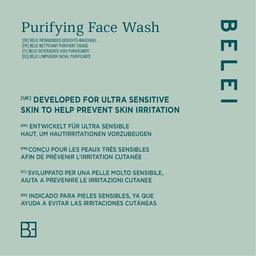 Purifying Face Wash
[DE] BELEI REINIGENDES GESICHTS-WASCHGEL
[FR] BELEI NETTOYANT PURIFIANT VISAGE
[IT] BELEI DETERGENTE VISO PURIFICANTE
[ES] BELEI LIMPIADOR FACIAL PURIFICANTE
BELEI
[UK] DEVELOPED FOR ULTRA SENSITIVE
SKIN TO HELP PREVENT SKIN IRRITATION
[DE] ENTWICKELT FÜR ULTRA SENSIBLE
HAUT, UM HAUTIRRITATIONEN VORZUBEUGEN
[FR] CONÇU POUR LES PEAUX TRÈS SENSIBLES
AFIN DE PRÉVENIR L'IRRITATION CUTANÉE
[IT] SVILUPPATO PER UNA PELLE MOLTO SENSIBILE,
AIUTA A PREVENIRE LE IRRITAZIONI CUTANEE
[ES] INDICADO PARA PIELES SENSIBLES, YA QUE
AYUDA A EVITAR LAS IRRITACIONES CUTÁNEAS